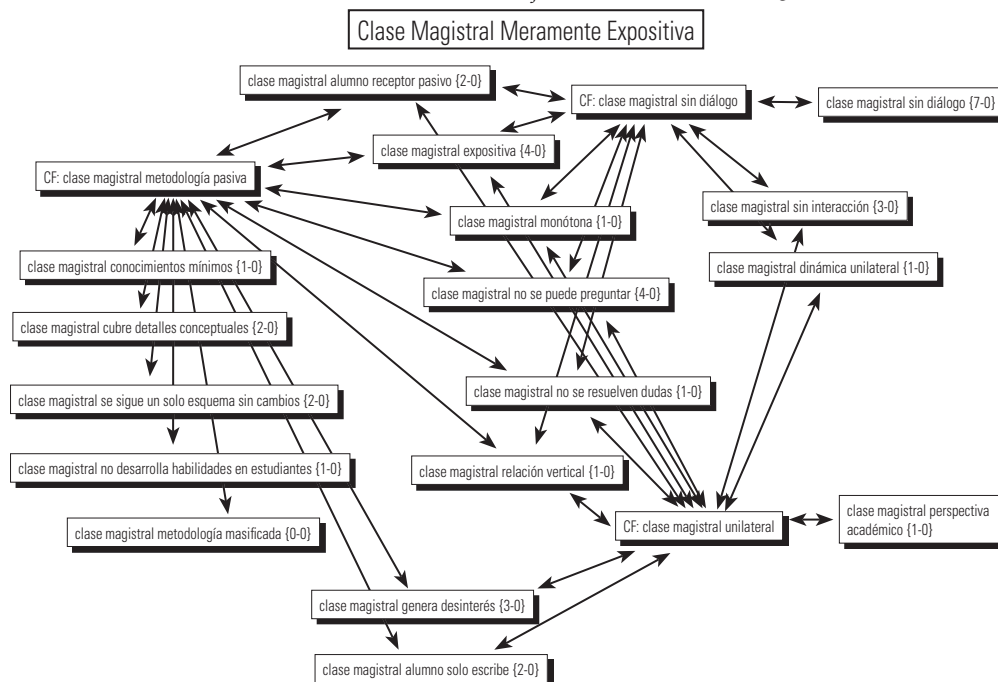 Clase Magistral Meramente Expositiva
clase magistral alumno receptor pasivo {2-0}
CF: clase magistral sin diálogo
clase magistral sin diálogo {7-0}
clase magistral expositiva {4-0}
CF: clase magistral metodología pasiva
clase magistral monótona {1-0}
clase magistral sin interacción {3-0}
clase magistral conocimientos mínimos {1-0}
clase magistral dinámica unilateral {1-0}
clase magistral no se puede preguntar {4-0}
clase magistral cubre detalles conceptuales {2-0}
clase magistral no se resuelven dudas {1-0}
clase magistral se sigue un solo esquema sin cambios {2-0}
clase magistral no desarrolla habilidades en estudiantes {1-0}
clase magistral relación vertical {1-0}
clase magistral metodología masificada {0-0}
CF: clase magistral unilateral
clase magistral perspectiva
académico {1-0}
clase magistral genera desinterés {3-0}
clase magistral alumno solo escribe {2-0}